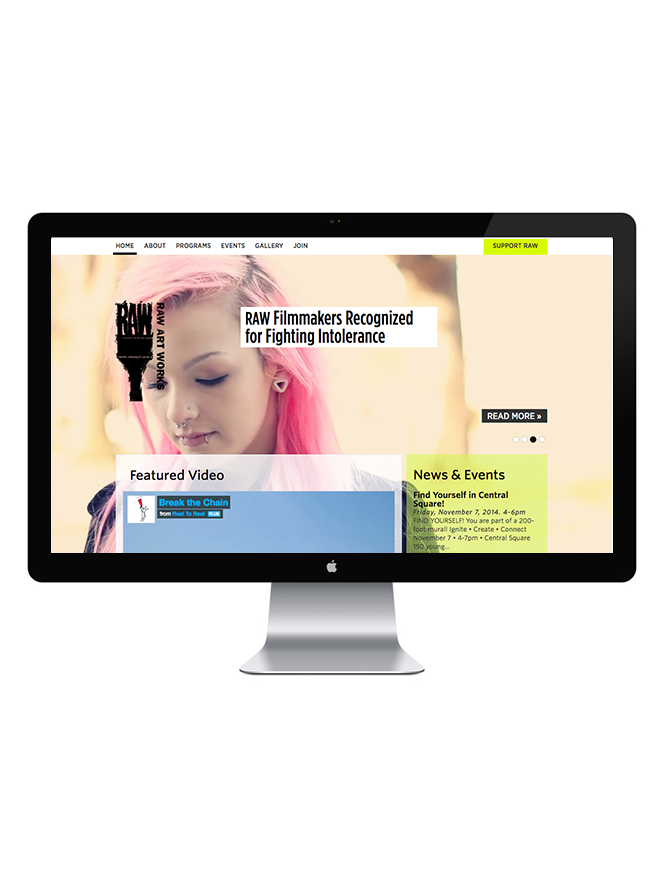 HOME ABOUT PROGRAMS EVENTS GALLERY JOIN SUPPORT RAW
RAW
RAW ART WORKS
RAW Filmmakers Recognized
for Fighting Intolerance
READ MORE »
Featured Video
Break the Chain
from Real To Reel PLUS
News & Events
Find Yourself in Central
Square!
Friday, November 7, 2014. 4-6pm
FIND YOURSELF! You are part of a 200-
foot mural! Ignite • Create • Connect
November 7 • 4-7pm • Central Square
150 young...